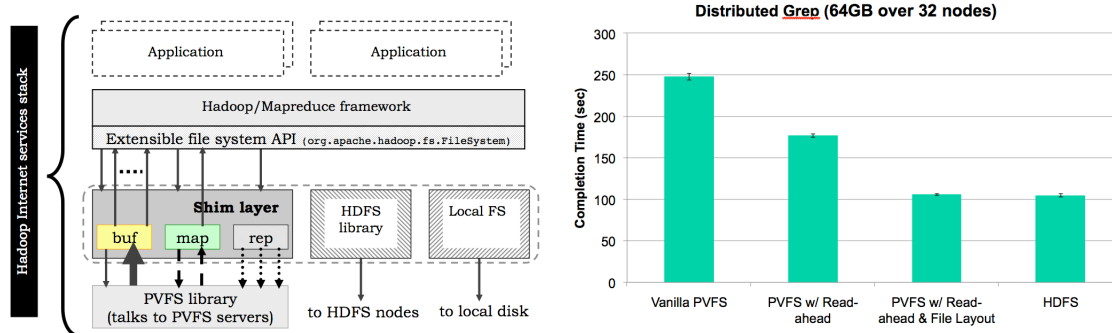 Hadoop Internet services stack
Application
Application
Hadoop/Mapreduce framework
Extensible file system API (org.apache.hadoop.fs.FileSystem)
Shim layer
buf
map
rep
HDFS
library
Local FS
PVFS library
(talks to PVFS servers)
to HDFS nodes
to local disk
Distributed Grep (64GB over 32 nodes)
Completion Time (sec)
300
250
200
150
100
50
0
Vanilla PVFS
PVFS w/ Read-
ahead
PVFS w/ Read-
ahead & File Layout
HDFS